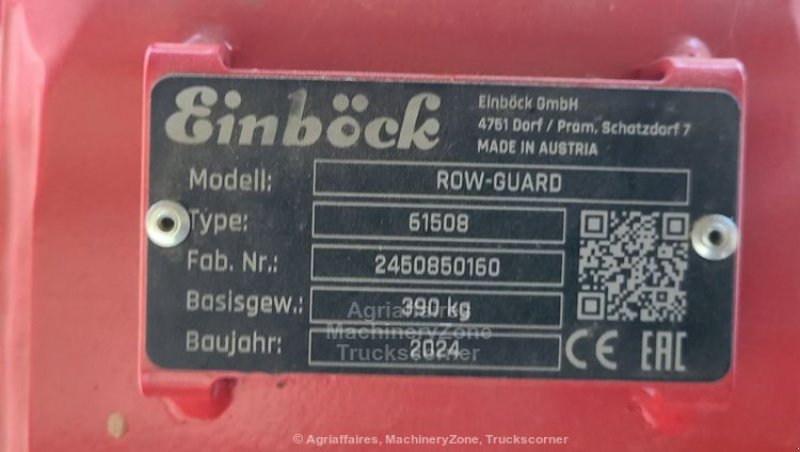 Einböck
Einböck GmbH
4751 Dorf / Pram, Schatzdorf 7
MADE IN AUSTRIA
Modell: ROW-GUARD
Type: 61508
Fab. Nr.: 2450850160
Basisgew.: 390 kg
Baujahr: 2024
CE EAC
Agriaffaires
MachineryZone
Truckscorner
© Agriaffaires, MachineryZone, Truckscorner